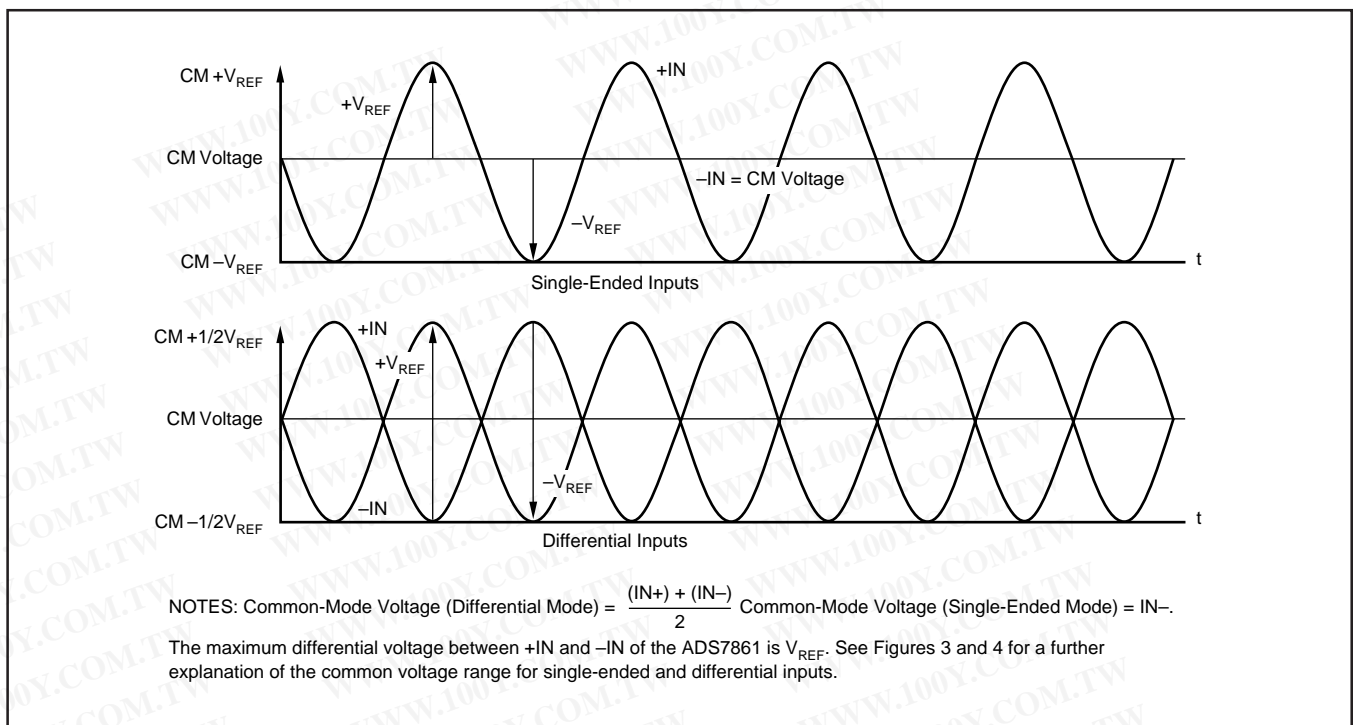 CM +VREF
+VREF
+IN
CM Voltage
–IN = CM Voltage
–VREF
CM –VREF
t
Single-Ended Inputs
CM +1/2VREF
+IN
+VREF
CM Voltage
–VREF
–IN
CM –1/2VREF
t
Differential Inputs
NOTES: Common-Mode Voltage (Differential Mode) = (IN+) + (IN–) / 2 Common-Mode Voltage (Single-Ended Mode) = IN–.
The maximum differential voltage between +IN and –IN of the ADS7861 is VREF. See Figures 3 and 4 for a further
explanation of the common voltage range for single-ended and differential inputs.
WWW.100Y.COM.TW